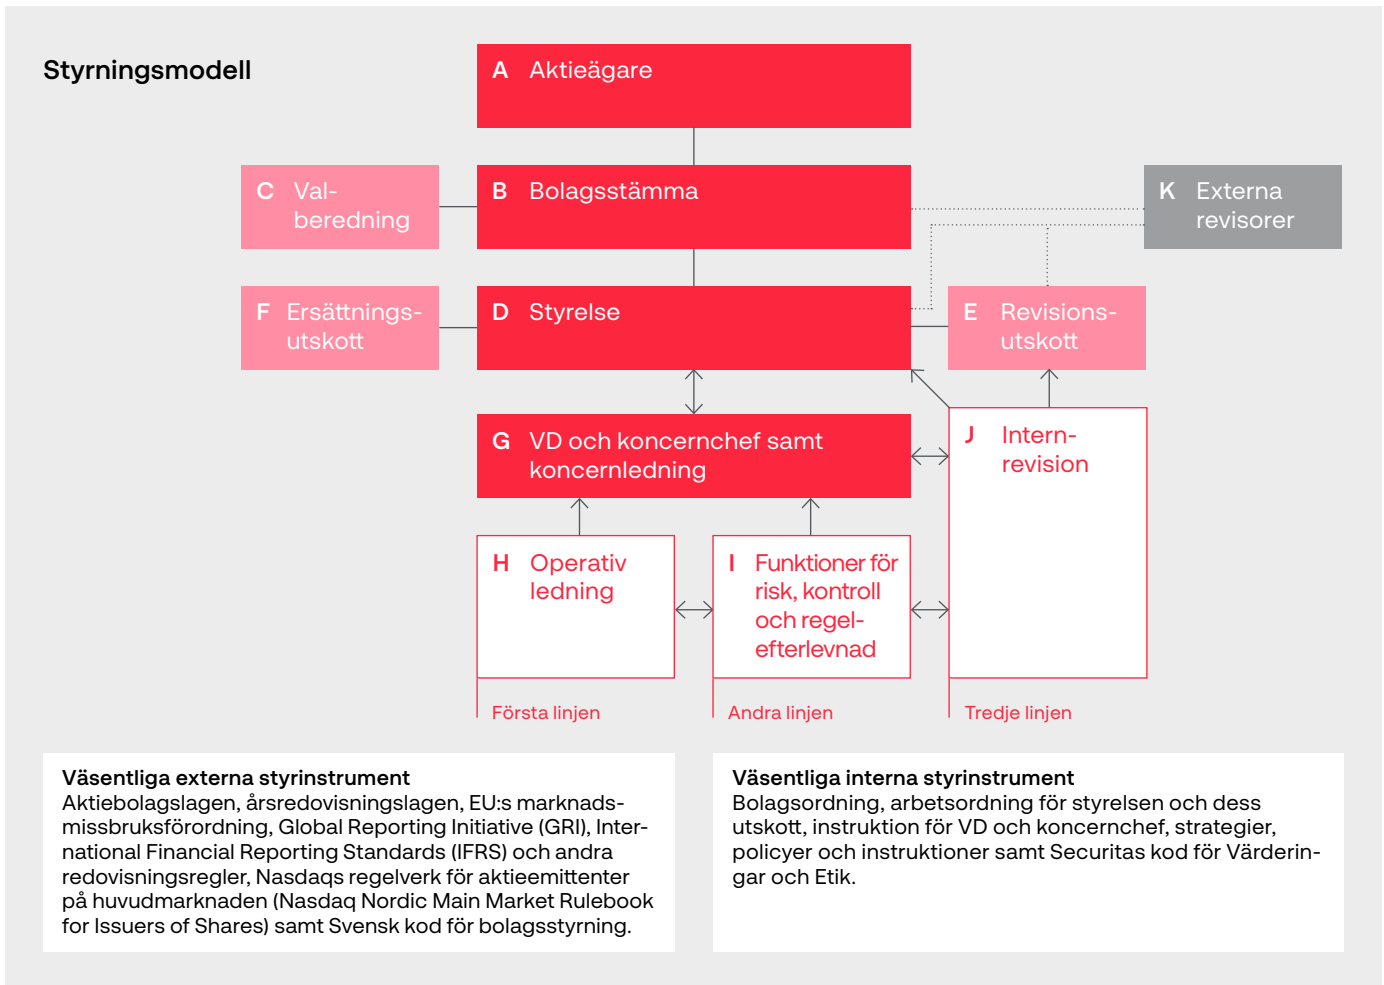 Styrningsmodell
A Aktieägare
C Val-
beredning
B Bolagsstämma
K Externa
revisorer
F Ersättnings-
utskott
D Styrelse
E Revisions-
utskott
G VD och koncernchef samt
koncernledning
J Intern-
revision
H Operativ
ledning
I Funktioner för
risk, kontroll
och regel-
efterlevnad
Första linjen
Andra linjen
Tredje linjen
Väsentliga externa styrinstrument
Aktiebolagslagen, årsredovisningslagen, EU:s marknads-
missbruksförordning, Global Reporting Initiative (GRI), Inter-
national Financial Reporting Standards (IFRS) och andra
redovisningsregler, Nasdaqs regelverk för aktieemittenter
på huvudmarknaden (Nasdaq Nordic Main Market Rulebook
for Issuers of Shares) samt Svensk kod för bolagsstyrning.
Väsentliga interna styrinstrument
Bolagsordning, arbetsordning för styrelsen och dess
utskott, instruktion för VD och koncernchef, strategier,
policyer och instruktioner samt Securitas kod för Värderin-
gar och Etik.